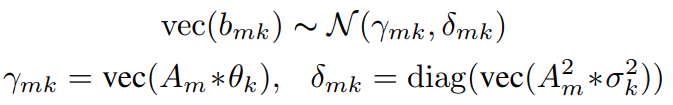 vec(b_{mk}) ∼ 𝒩(γ_{mk}, δ_{mk})
γ_{mk} = vec(A_m∗θ_k), δ_{mk} = diag(vec(A_m^2∗σ_k^2))